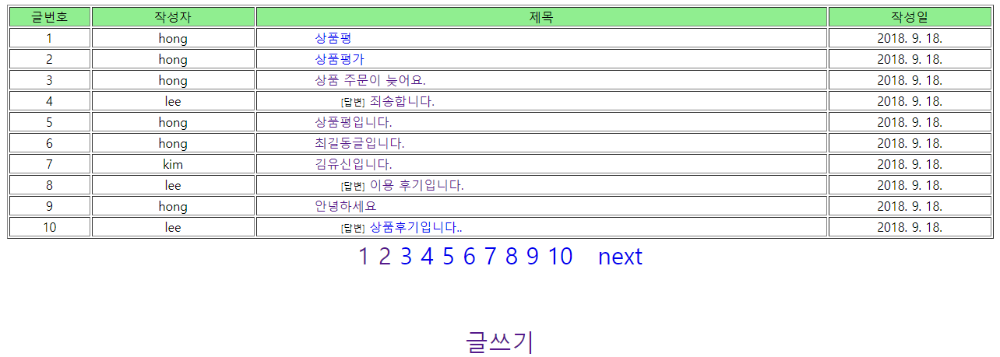 글번호 작성자 제목 작성일
1 hong 상품평 2018. 9. 18.
2 hong 상품평가 2018. 9. 18.
3 hong 상품 주문이 늦어요. 2018. 9. 18.
4 lee [답변] 죄송합니다. 2018. 9. 18.
5 hong 상품평입니다. 2018. 9. 18.
6 hong 최길동글입니다. 2018. 9. 18.
7 kim 김유신입니다. 2018. 9. 18.
8 lee [답변] 이용 후기입니다. 2018. 9. 18.
9 hong 안녕하세요 2018. 9. 18.
10 lee [답변] 상품후기입니다.. 2018. 9. 18.
1 2 3 4 5 6 7 8 9 10 next
글쓰기